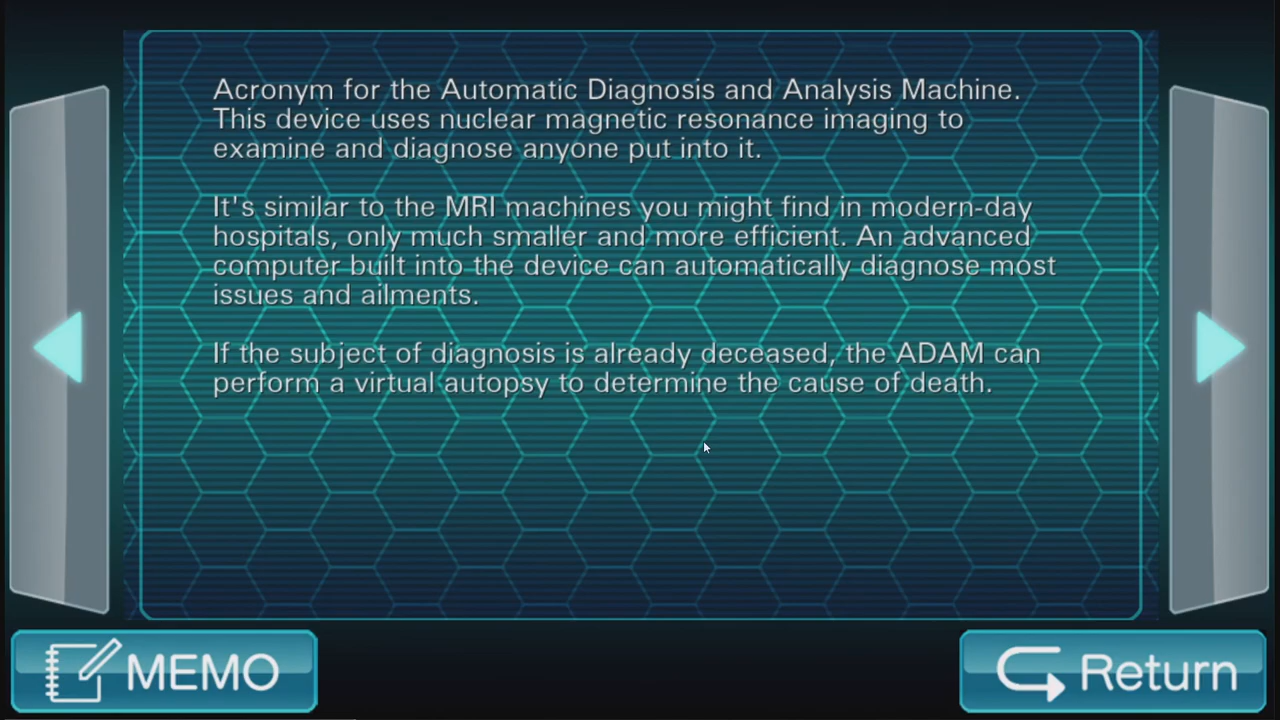 Acronym for the Automatic Diagnosis and Analysis Machine.
This device uses nuclear magnetic resonance imaging to
examine and diagnose anyone put into it.
It's similar to the MRI machines you might find in modern-day
hospitals, only much smaller and more efficient. An advanced
computer built into the device can automatically diagnose most
issues and ailments.
If the subject of diagnosis is already deceased, the ADAM can
perform a virtual autopsy to determine the cause of death.
MEMO
Return